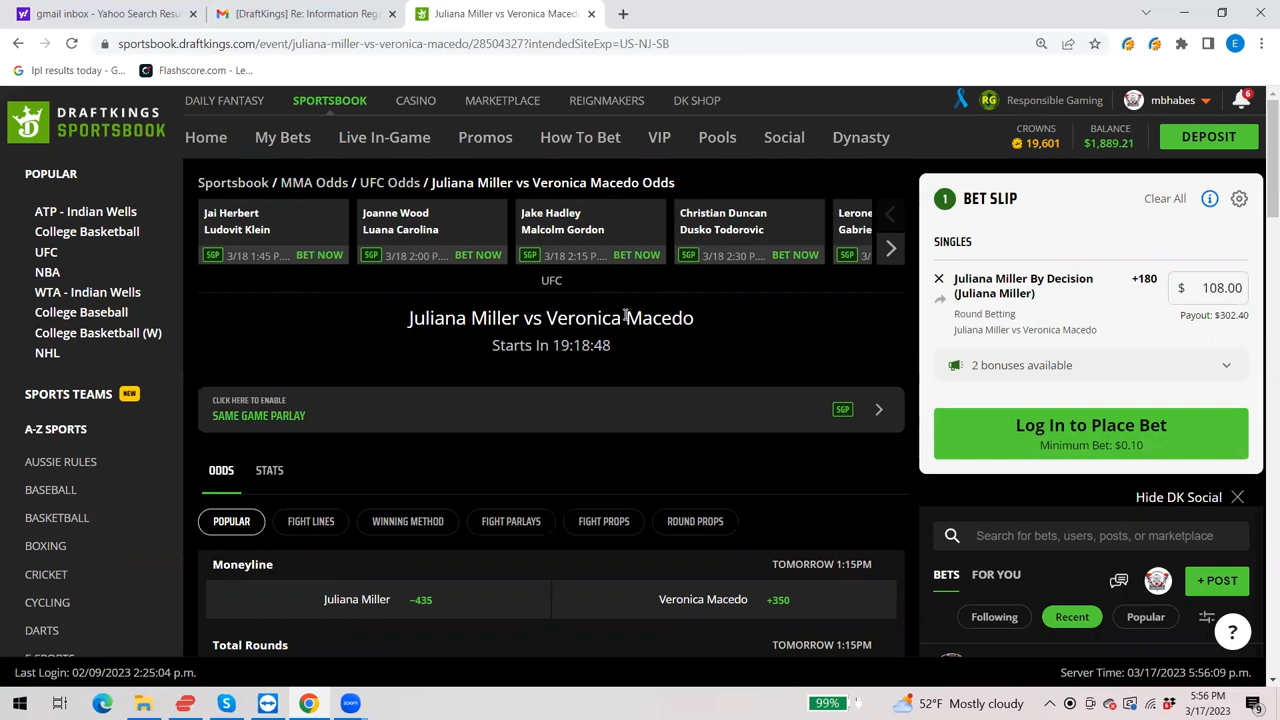 gmail inbox - Yahoo Search Resu
[DraftKings] Re: Information Reg
Juliana Miller vs Veronica Maced
sportsbook.draftkings.com/event/juliana-miller-vs-veronica-macedo/28504327?intendedSiteExp=US-NJ-SB
E
Ipl results today - G...
Flashscore.com - Le...
DRAFTKINGS
SPORTSBOOK
DAILY FANTASY
SPORTSBOOK
CASINO
MARKETPLACE
REIGNMAKERS
DK SHOP
RG
Responsible Gaming
mbhabes
6
Home
My Bets
Live In-Game
Promos
How To Bet
VIP
Pools
Social
Dynasty
CROWNS
19,601
BALANCE
$1,889.21
DEPOSIT
POPULAR
ATP - Indian Wells
College Basketball
UFC
NBA
WTA - Indian Wells
College Baseball
College Basketball (W)
NHL
SPORTS TEAMS NEW
A-Z SPORTS
AUSSIE RULES
BASEBALL
BASKETBALL
BOXING
CRICKET
CYCLING
DARTS
Sportsbook / MMA Odds / UFC Odds / Juliana Miller vs Veronica Macedo Odds
Jai Herbert
Ludovit Klein
SGP 3/18 1:45 P.... BET NOW
Joanne Wood
Luana Carolina
SGP 3/18 2:00 P... BET NOW
Jake Hadley
Malcolm Gordon
SGP 3/18 2:15 P... BET NOW
Christian Duncan
Dusko Todorovic
SGP 3/18 2:30 P... BET NOW
Lerone
Gabrie
SGP 3/
UFC
Juliana Miller vs Veronica Macedo
Starts In 19:18:48
CLICK HERE TO ENABLE
SAME GAME PARLAY
SGP
ODDS
STATS
POPULAR
FIGHT LINES
WINNING METHOD
FIGHT PARLAYS
FIGHT PROPS
ROUND PROPS
Moneyline
TOMORROW 1:15PM
Juliana Miller −435
Veronica Macedo +350
Total Rounds
TOMORROW 1:15PM
1 BET SLIP
Clear All
SINGLES
Juliana Miller By Decision
(Juliana Miller)
+180
$ 108.00
Round Betting
Payout: $302.40
Juliana Miller vs Veronica Macedo
2 bonuses available
Log In to Place Bet
Minimum Bet: $0.10
Hide DK Social
Search for bets, users, posts, or marketplace
BETS
FOR YOU
+ POST
Following
Recent
Popular
?
Last Login: 02/09/2023 2:25:04 p.m.
Server Time: 03/17/2023 5:56:09 p.m.
99%
52°F Mostly cloudy
5:56 PM
3/17/2023
9